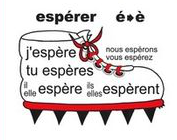 espérer é➧è
j'espère nous espérons
vous espérez
tu espères
il
elle espère ils
elles espèrent